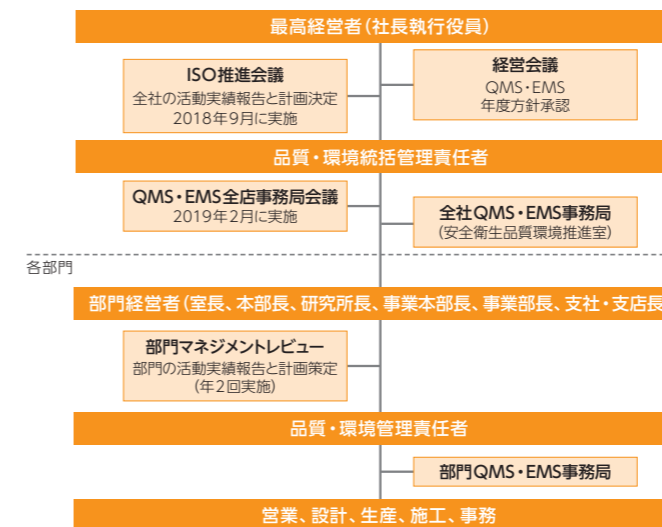 最高経営者(社長執行役員)
ISO推進会議
全社の活動実績報告と計画決定
2018年9月に実施
経営会議
QMS・EMS
年度方針承認
品質・環境統括管理責任者
QMS・EMS全店事務局会議
2019年2月に実施
全社QMS・EMS事務局
(安全衛生品質環境推進室)
各部門
部門経営者(室長、本部長、研究所長、事業本部長、事業部長、支社・支店長
部門マネジメントレビュー
部門の活動実績報告と計画策定
(年2回実施)
品質・環境管理責任者
部門QMS・EMS事務局
営業、設計、生産、施工、事務